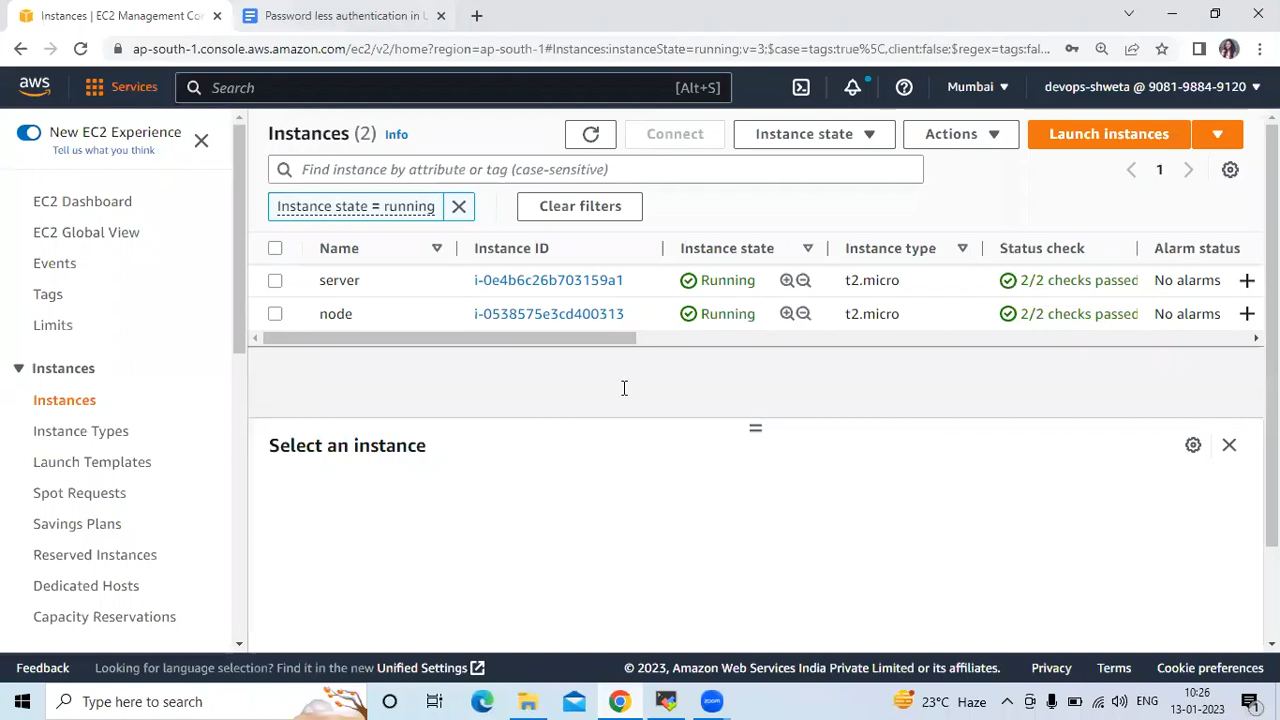 Instances | EC2 Management Cor
Password less authentication in L
ap-south-1.console.aws.amazon.com/ec2/v2/home?region=ap-south-1#Instances:instanceState=running;v=3;$case=tags:true%5C,client:false;$regex=tags:fal...
aws
Services
Search
[Alt+S]
Mumbai
devops-shweta @ 9081-9884-9120
New EC2 Experience
Tell us what you think
EC2 Dashboard
EC2 Global View
Events
Tags
Limits
Instances
Instances
Instance Types
Launch Templates
Spot Requests
Savings Plans
Reserved Instances
Dedicated Hosts
Capacity Reservations
Instances (2) Info
Connect
Instance state
Actions
Launch instances
Find instance by attribute or tag (case-sensitive)
1
Instance state = running
Clear filters
Name Instance ID Instance state Instance type Status check Alarm status
server i-0e4b6c26b703159a1 Running t2.micro 2/2 checks passed No alarms
node i-0538575e3cd400313 Running t2.micro 2/2 checks passed No alarms
Select an instance
Feedback
Looking for language selection? Find it in the new Unified Settings
© 2023, Amazon Web Services India Private Limited or its affiliates.
Privacy
Terms
Cookie preferences
Type here to search
zoom
23°C Haze
ENG
10:26
13-01-2023
1